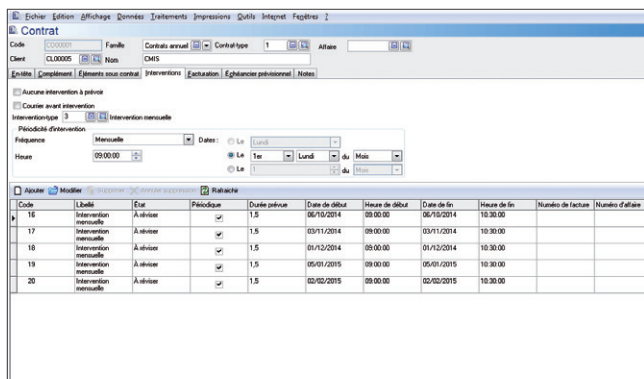 Fichier Edition Affichage Données Traitements Impressions Outils Internet Fenêtres ?
Contrat
Code CO00001 Famille Contrats annuel Contrat-type 1 Affaire
Client CL00005 Nom CMIS
En-tête Complément Éléments sous contrat Interventions Facturation Échéancier prévisionnel Notes
Aucune intervention à prévoir
Courrier avant intervention
Intervention-type 3 Intervention mensuelle
Périodicité d'intervention
Fréquence Mensuelle Dates : Le Lundi
Heure 09:00:00 Le 1er Lundi du Mois
Le 1 du Mois
Ajouter Modifier Supprimer Annuler suppression Rafraichir
Code Libellé État Périodique Durée prévue Date de début Heure de début Date de fin Heure de fin Numéro de facture Numéro d'affaire
16 Intervention mensuelle À réviser 1,5 06/10/2014 09:00:00 06/10/2014 10:30:00
17 Intervention mensuelle À réviser 1,5 03/11/2014 09:00:00 03/11/2014 10:30:00
18 Intervention mensuelle À réviser 1,5 01/12/2014 09:00:00 01/12/2014 10:30:00
19 Intervention mensuelle À réviser 1,5 05/01/2015 09:00:00 05/01/2015 10:30:00
20 Intervention mensuelle À réviser 1,5 02/02/2015 09:00:00 02/02/2015 10:30:00